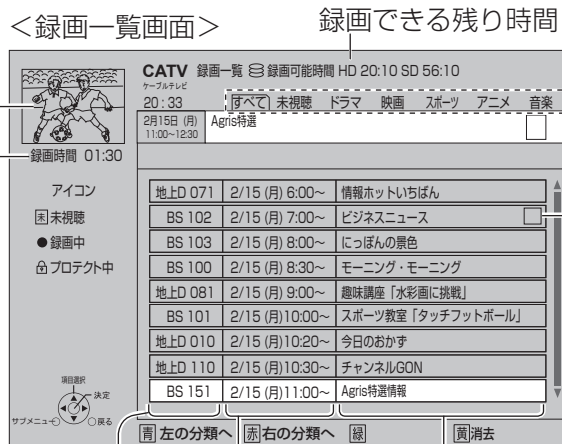 <録画一覧画面>
録画できる残り時間
CATV 録画一覧 録画可能時間 HD 20:10 SD 56:10
ケーブルテレビ
20:33 すべて 未視聴 ドラマ 映画 スポーツ アニメ 音楽
2月15日 (月) Agris特選
11:00~12:30
録画時間 01:30
アイコン
未 未視聴
●録画中
プロテクト中
地上D 071 2/15 (月) 6:00~ 情報ホットいちばん
BS 102 2/15 (月) 7:00~ ビジネスニュース
BS 103 2/15 (月) 8:00~ にっぽんの景色
BS 100 2/15 (月) 8:30~ モーニング・モーニング
地上D 081 2/15 (月) 9:00~ 趣味講座「水彩画に挑戦」
BS 101 2/15 (月)10:00~ スポーツ教室「タッチフットボール」
地上D 010 2/15 (月)10:20~ 今日のおかず
地上D 110 2/15 (月)10:30~ チャンネルGON
BS 151 2/15 (月)11:00~ Agris特選情報
項目選択
決定
サブメニュー
戻る
青 左の分類へ 赤 右の分類へ 緑 黄 消去